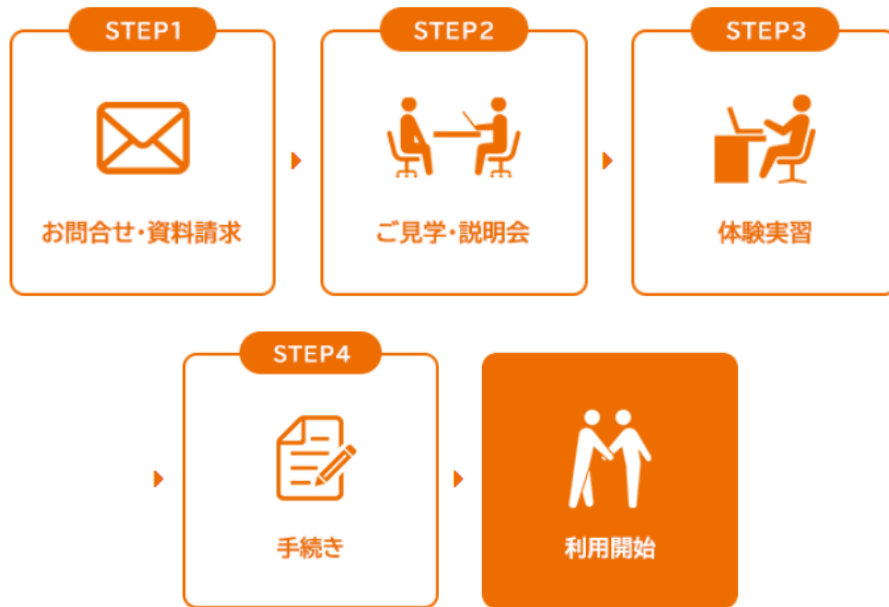 STEP1
お問合せ・資料請求
STEP2
ご見学・説明会
STEP3
体験実習
STEP4
手続き
利用開始